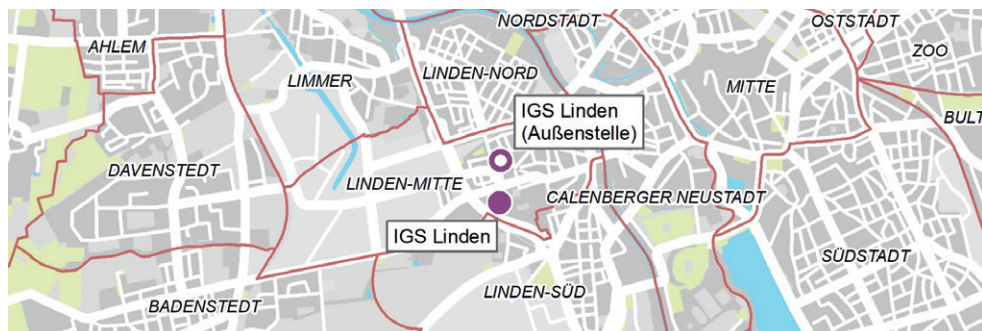 NORDSTADT
OSTSTADT
AHLEM
ZOO
LINDEN-NORD
LIMMER
MITTE
IGS Linden
(Außenstelle)
BULT
DAVENSTEDT
LINDEN-MITTE
CALENBERGER NEUSTADT
IGS Linden
SÜDSTADT
LINDEN-SÜD
BADENSTEDT